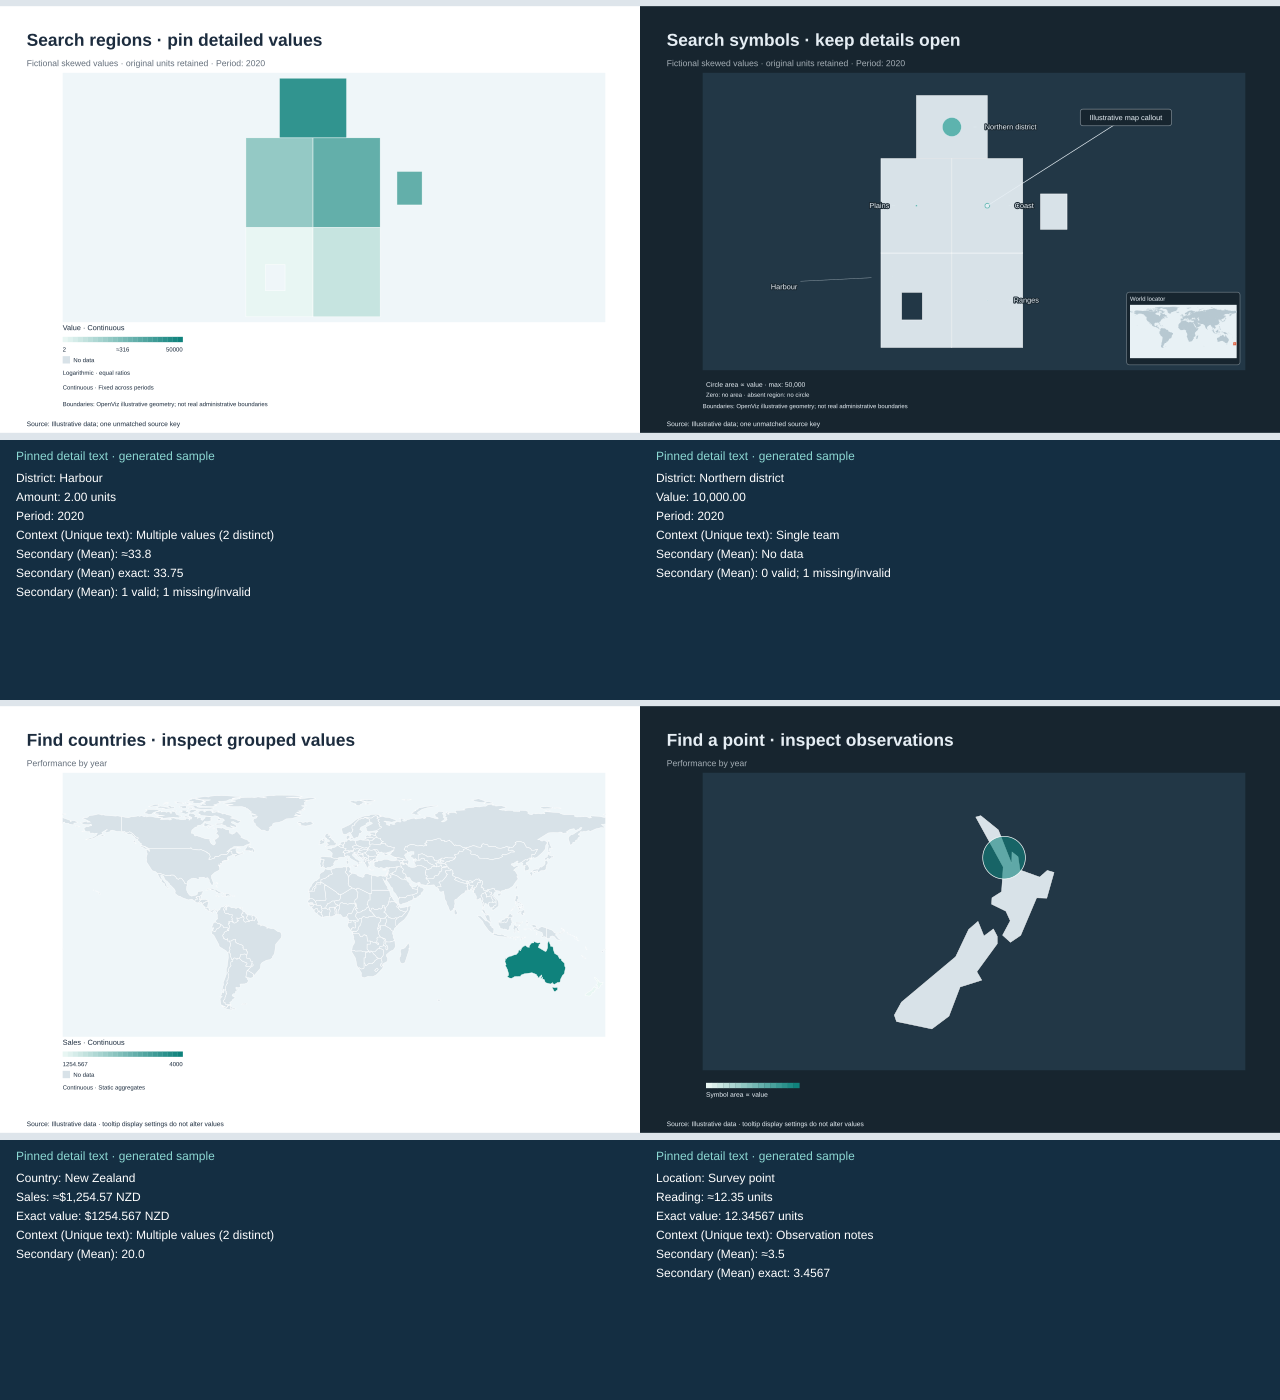 Search regions · pin detailed values
Fictional skewed values · original units retained · Period: 2020
Value · Continuous
2 ≈316 50000
No data
Logarithmic · equal ratios
Continuous · Fixed across periods
Boundaries: OpenViz illustrative geometry; not real administrative boundaries
Source: Illustrative data; one unmatched source key
Search symbols · keep details open
Fictional skewed values · original units retained · Period: 2020
Illustrative map callout
Northern district
Plains
Coast
Harbour
Ranges
World locator
Circle area = value · max: 50,000
Zero: no area · absent region: no circle
Boundaries: OpenViz illustrative geometry; not real administrative boundaries
Source: Illustrative data; one unmatched source key
Pinned detail text · generated sample
District: Harbour
Amount: 2.00 units
Period: 2020
Context (Unique text): Multiple values (2 distinct)
Secondary (Mean): ≈33.8
Secondary (Mean) exact: 33.75
Secondary (Mean): 1 valid; 1 missing/invalid
Pinned detail text · generated sample
District: Northern district
Value: 10,000.00
Period: 2020
Context (Unique text): Single team
Secondary (Mean): No data
Secondary (Mean): 0 valid; 1 missing/invalid
Find countries · inspect grouped values
Performance by year
Sales · Continuous
1254.567 4000
No data
Continuous · Static aggregates
Source: Illustrative data · tooltip display settings do not alter values
Find a point · inspect observations
Performance by year
Symbol area = value
Source: Illustrative data · tooltip display settings do not alter values
Pinned detail text · generated sample
Country: New Zealand
Sales: ≈$1,254.57 NZD
Exact value: $1254.567 NZD
Context (Unique text): Multiple values (2 distinct)
Secondary (Mean): 20.0
Pinned detail text · generated sample
Location: Survey point
Reading: ≈12.35 units
Exact value: 12.34567 units
Context (Unique text): Observation notes
Secondary (Mean): ≈3.5
Secondary (Mean) exact: 3.4567